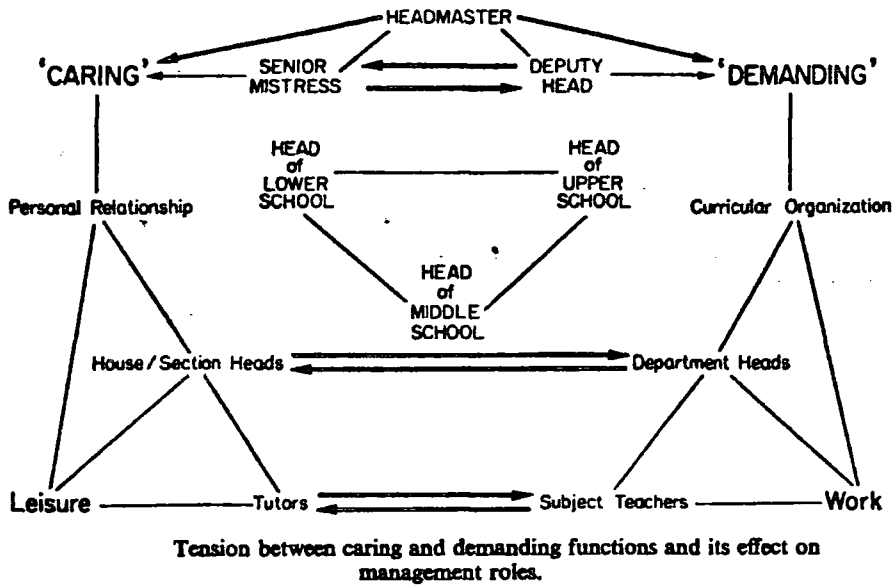 HEADMASTER
'CARING'
SENIOR
MISTRESS
DEPUTY
HEAD
'DEMANDING'
HEAD
of
LOWER
SCHOOL
HEAD
of
UPPER
SCHOOL
Personal Relationship
Curricular Organization
HEAD
of
MIDDLE
SCHOOL
House/Section Heads
Department Heads
Leisure
Tutors
Subject Teachers
Work
Tension between caring and demanding functions and its effect on
management roles.